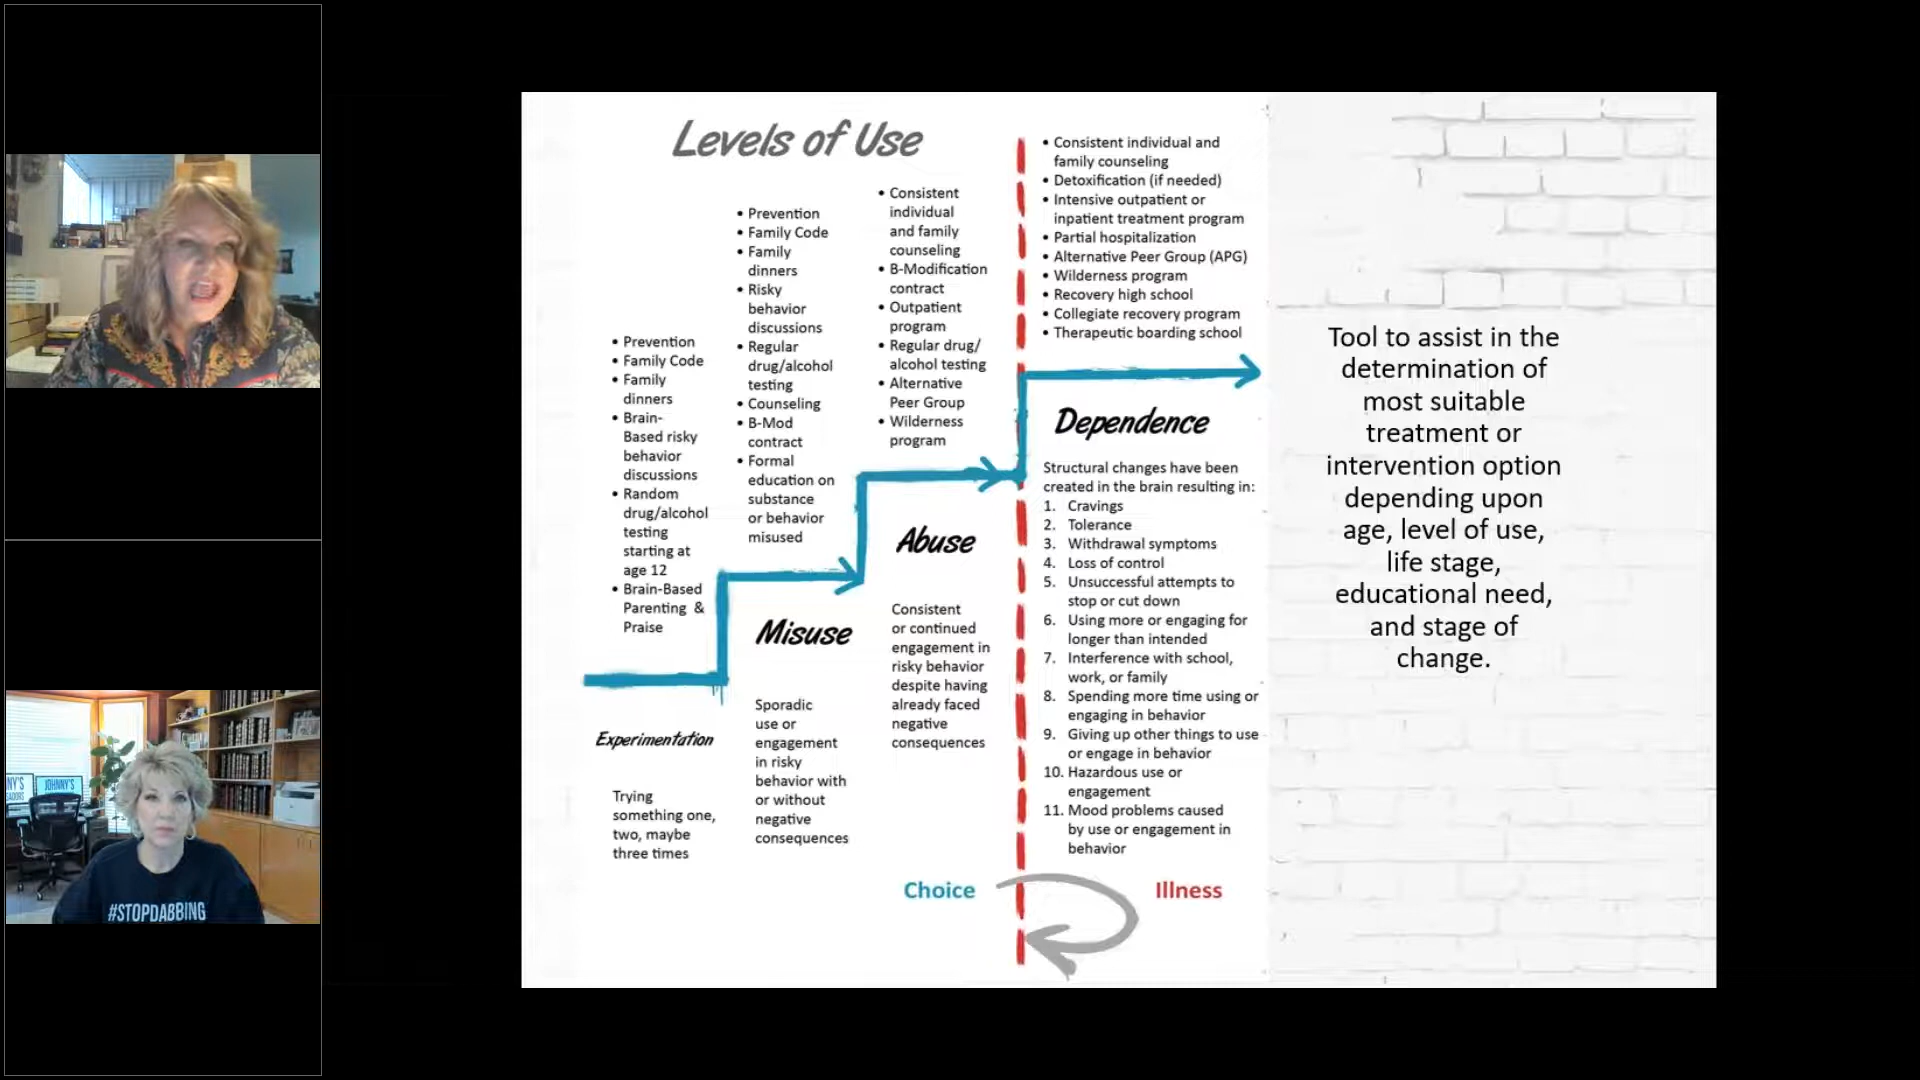 Levels of Use
• Prevention
• Family Code
• Family
dinners
• Brain-
Based risky
behavior
discussions
• Random
drug/alcohol
testing
starting at
age 12
• Brain-Based
Parenting &
Praise
Experimentation
Trying
something one,
two, maybe
three times
• Prevention
• Family Code
• Family
dinners
• Risky
behavior
discussions
• Regular
drug/alcohol
testing
• Counseling
• B-Mod
contract
• Formal
education on
substance
or behavior
misused
Misuse
Sporadic
use or
engagement
in risky
behavior with
or without
negative
consequences
• Consistent
individual
and family
counseling
• B-Modification
contract
• Outpatient
program
• Regular drug/
alcohol testing
• Alternative
Peer Group
• Wilderness
program
Abuse
Consistent
or continued
engagement in
risky behavior
despite having
already faced
negative
consequences
• Consistent individual and
family counseling
• Detoxification (if needed)
• Intensive outpatient or
inpatient treatment program
• Partial hospitalization
• Alternative Peer Group (APG)
• Wilderness program
• Recovery high school
• Collegiate recovery program
• Therapeutic boarding school
Dependence
Structural changes have been
created in the brain resulting in:
1. Cravings
2. Tolerance
3. Withdrawal symptoms
4. Loss of control
5. Unsuccessful attempts to
stop or cut down
6. Using more or engaging for
longer than intended
7. Interference with school,
work, or family
8. Spending more time using or
engaging in behavior
9. Giving up other things to use
or engage in behavior
10. Hazardous use or
engagement
11. Mood problems caused
by use or engagement in
behavior
Choice
Illness
Tool to assist in the
determination of
most suitable
treatment or
intervention option
depending upon
age, level of use,
life stage,
educational need,
and stage of
change.
JOHNNY'S
#STOPDABBING